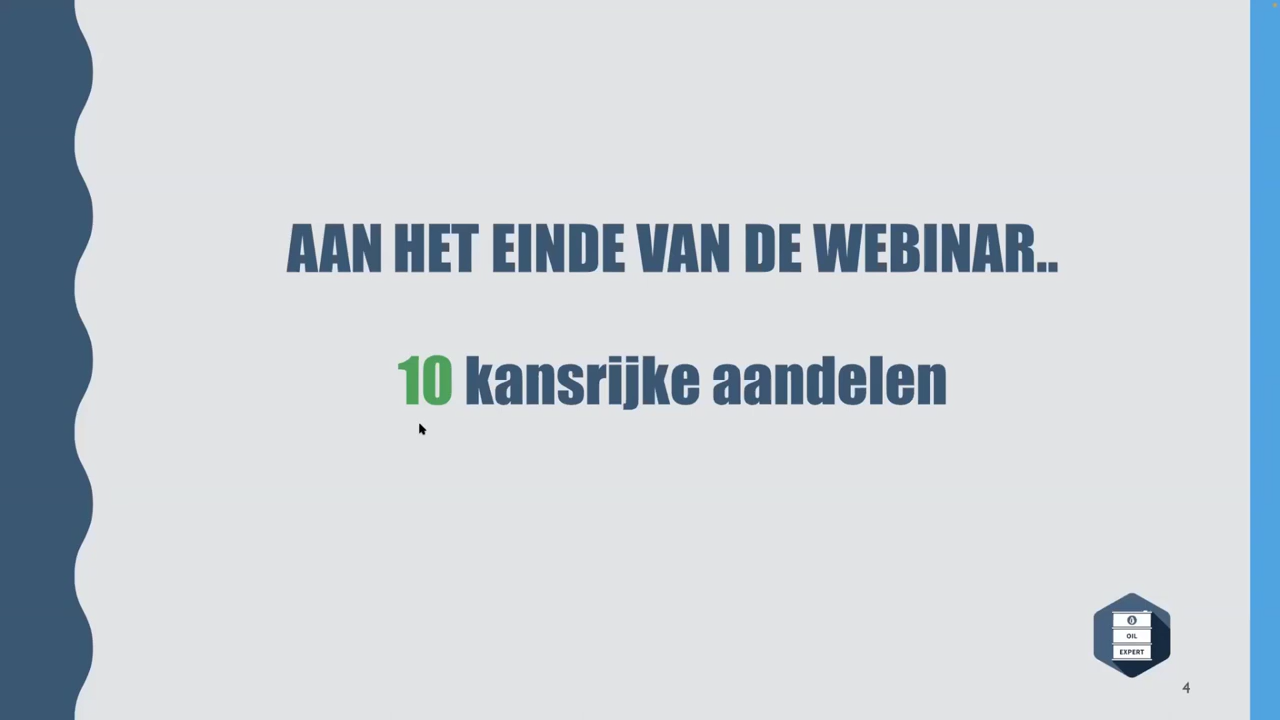 AAN HET EINDE VAN DE WEBINAR..
10 kansrijke aandelen
OIL
EXPERT
4